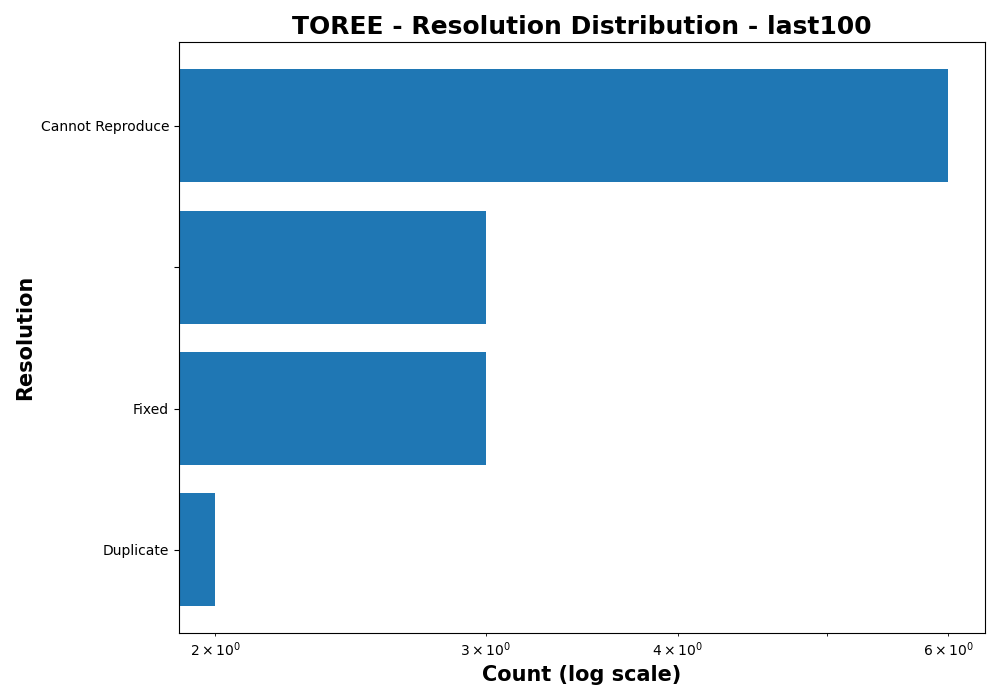 TOREE - Resolution Distribution - last100
Cannot Reproduce
Fixed
Duplicate
Resolution
2 × 10⁰ 3 × 10⁰ 4 × 10⁰ 6 × 10⁰
Count (log scale)